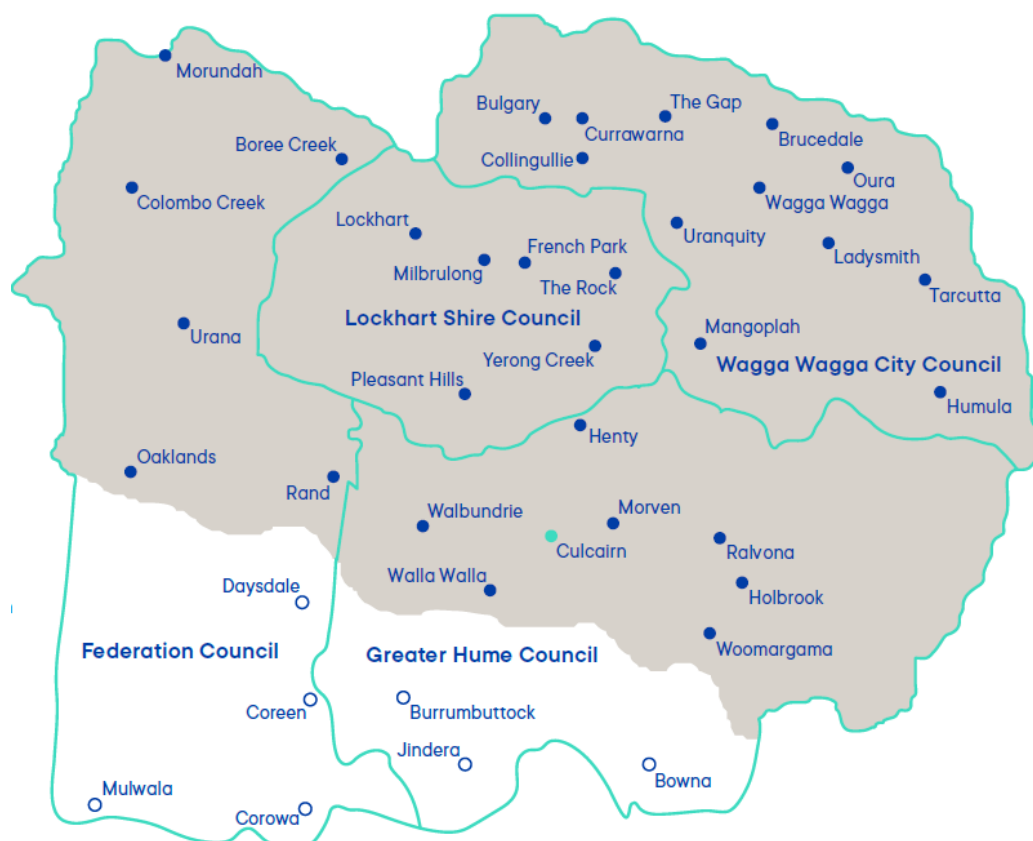 Morundah
The Gap
Bulgary
Currawarna
Brucedale
Boree Creek
Collingullie
Oura
Colombo Creek
Wagga Wagga
Lockhart
Uranquity
French Park
Ladysmith
Milbrulong
The Rock
Tarcutta
Lockhart Shire Council
Mangoplah
Urana
Yerong Creek
Wagga Wagga City Council
Pleasant Hills
Humula
Henty
Oaklands
Rand
Walbundrie
Morven
Culcairn
Ralvona
Walla Walla
Daysdale
Holbrook
Federation Council
Greater Hume Council
Woomargama
Coreen
Burrumbuttock
Jindera
Bowna
Mulwala
Corowa